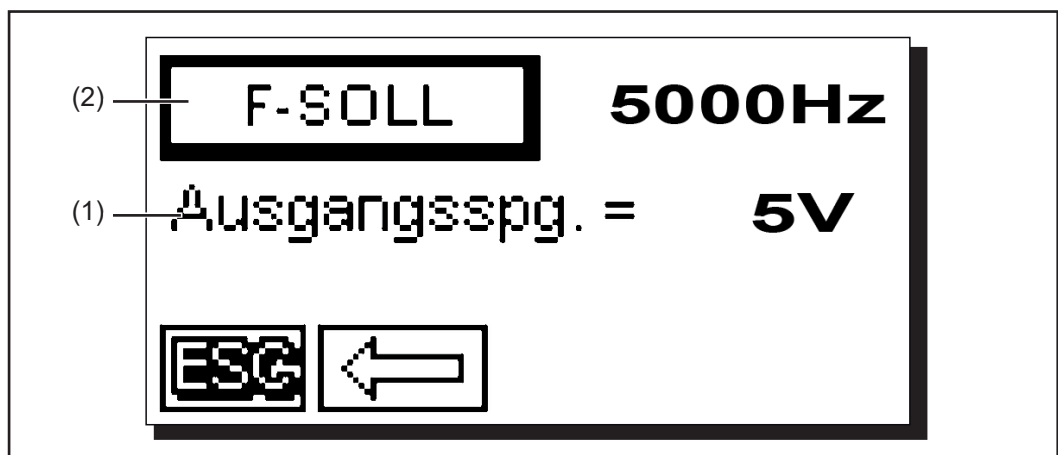 (2) F-SOLL 5000Hz
(1) Ausgangsspg. = 5V
ESC